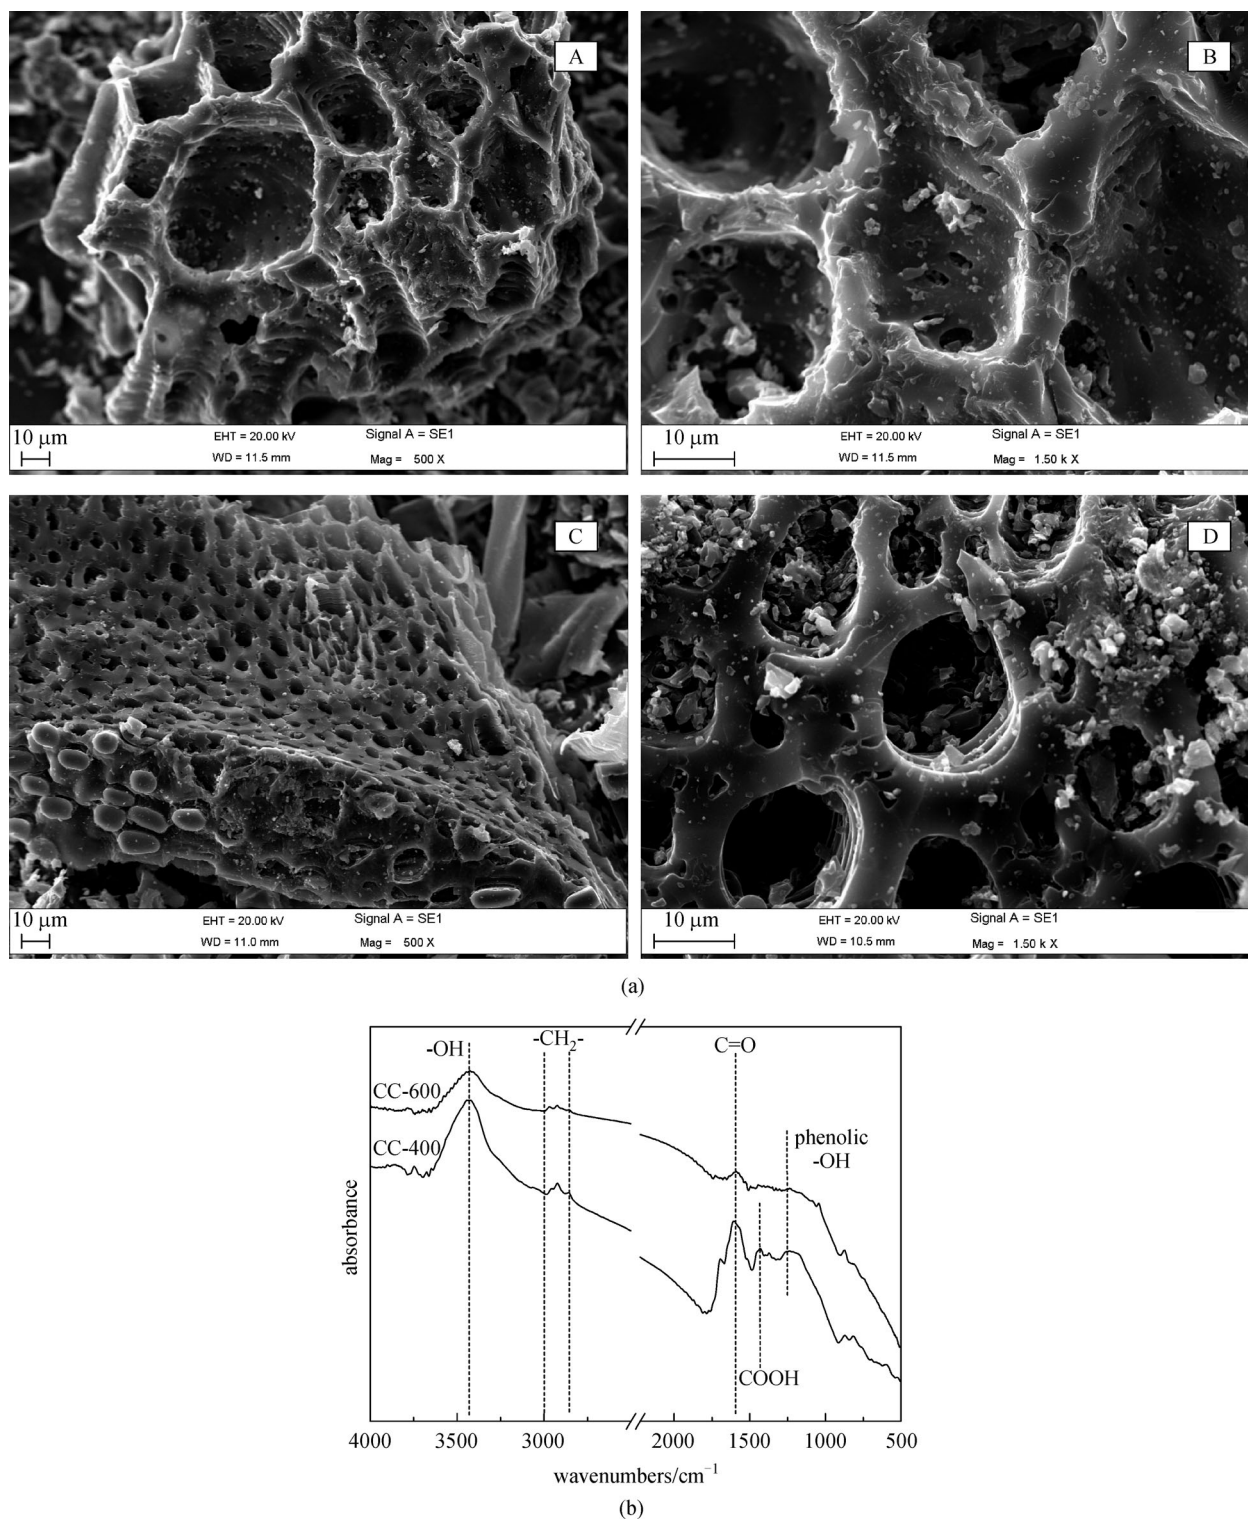 A
10 μm
EHT = 20.00 kV
Signal A = SE1
WD = 11.5 mm
Mag = 500 X
B
10 μm
EHT = 20.00 kV
Signal A = SE1
WD = 11.5 mm
Mag = 1.50 k X
C
10 μm
EHT = 20.00 kV
Signal A = SE1
WD = 11.0 mm
Mag = 500 X
D
10 μm
EHT = 20.00 kV
Signal A = SE1
WD = 10.5 mm
Mag = 1.50 k X
(a)
-OH
-CH₂-
C=O
CC-600
CC-400
phenolic
-OH
COOH
absorbance
4000 3500 3000 2000 1500 1000 500
wavenumbers/cm⁻¹
(b)